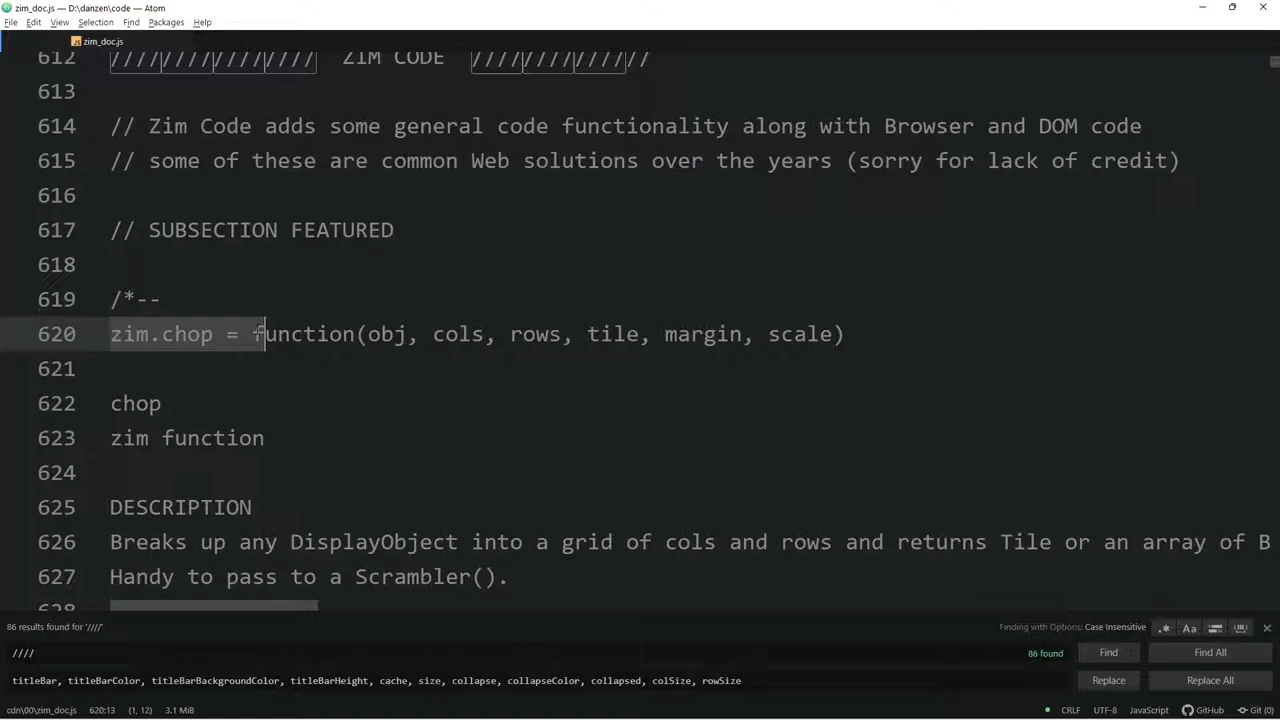 zim_doc.js — D:\danzen\code — Atom
File Edit View Selection Find Packages Help
zim_doc.js
612 //////////////// ZIM CODE //////////////
613
614 // Zim Code adds some general code functionality along with Browser and DOM code
615 // some of these are common Web solutions over the years (sorry for lack of credit)
616
617 // SUBSECTION FEATURED
618
619 /*--
620 zim.chop = function(obj, cols, rows, tile, margin, scale)
621
622 chop
623 zim function
624
625 DESCRIPTION
626 Breaks up any DisplayObject into a grid of cols and rows and returns Tile or an array of B
627 Handy to pass to a Scrambler().
628
86 results found for '////'
Finding with Options: Case Insensitive
.* Aa
////
86 found
Find
Find All
titleBar, titleBarColor, titleBarBackgroundColor, titleBarHeight, cache, size, collapse, collapseColor, collapsed, colSize, rowSize
Replace
Replace All
cdn\00\zim_doc.js 620:13 (1, 12) 3.1 MiB
CRLF UTF-8 JavaScript GitHub Git (0)